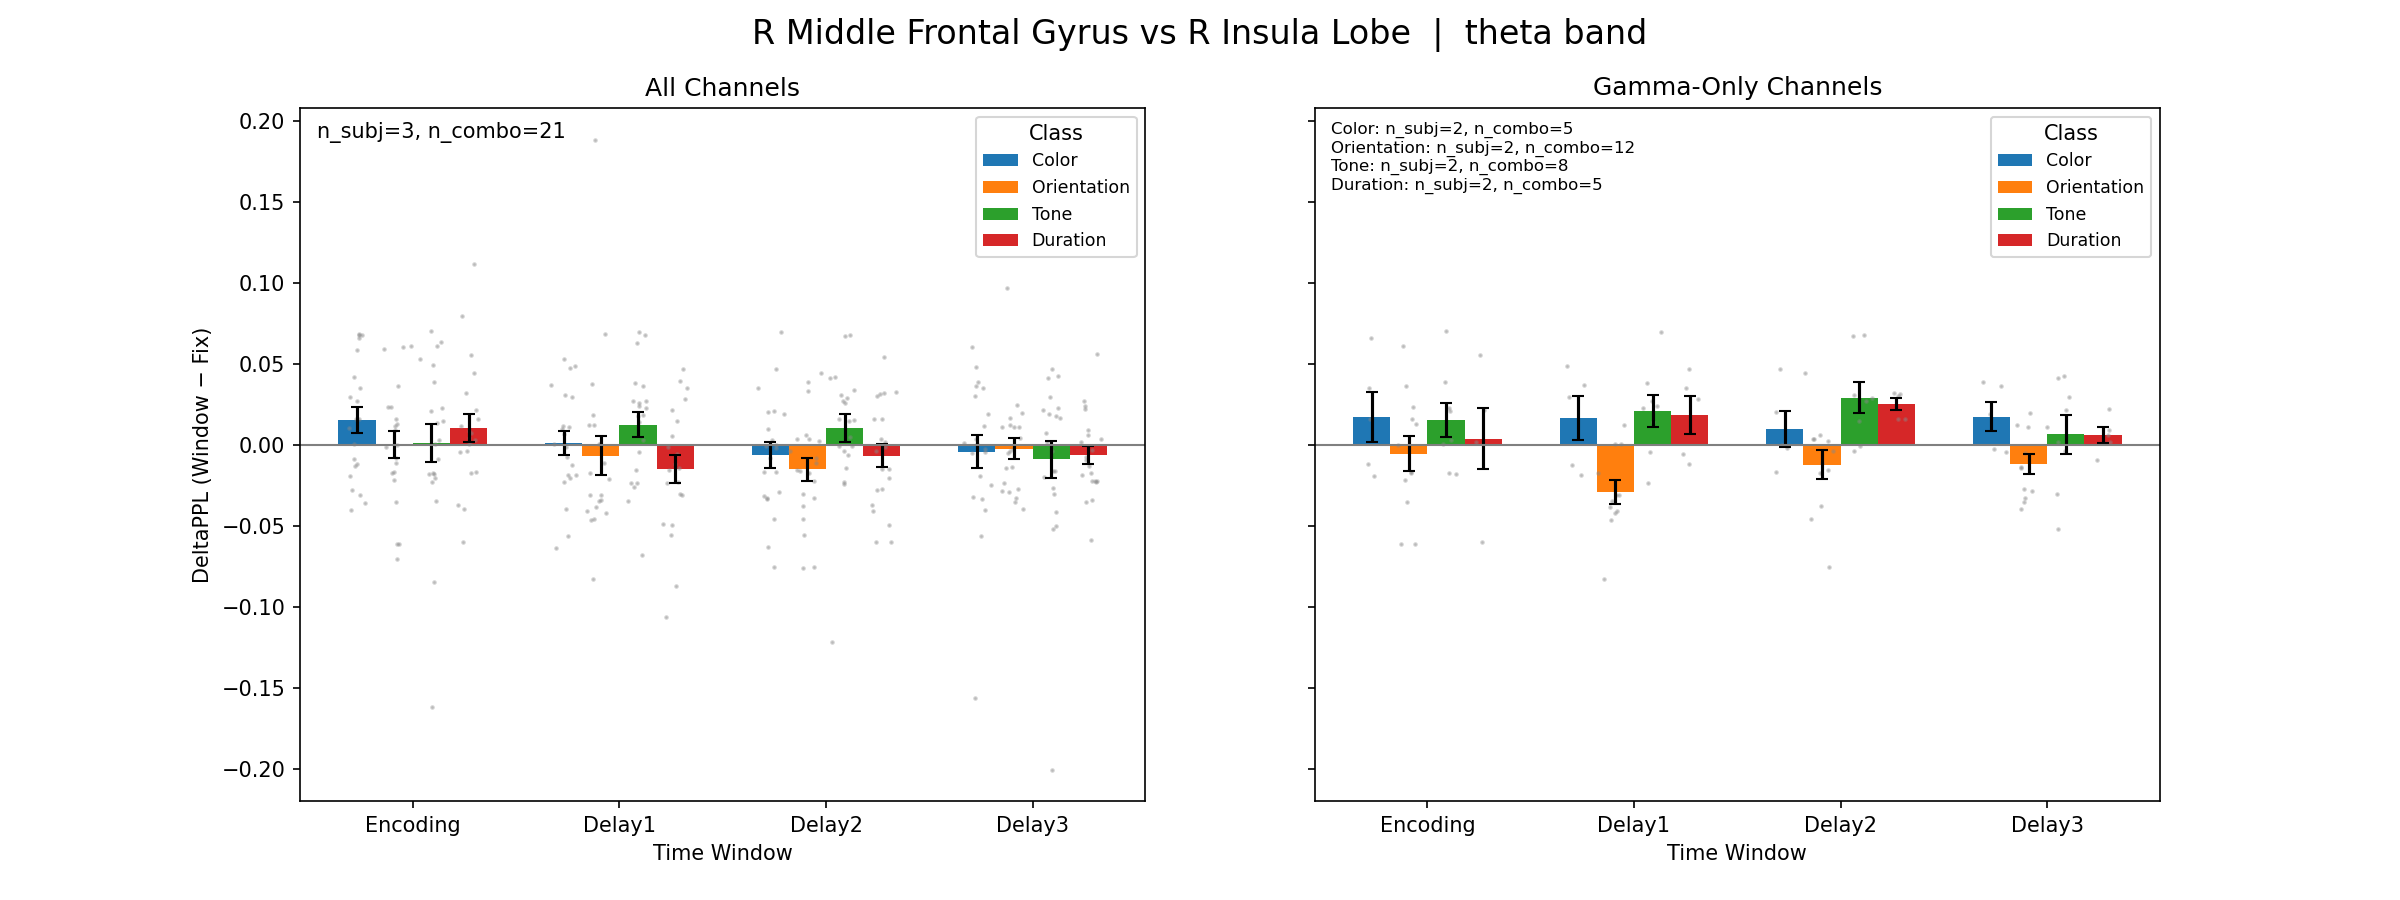 R Middle Frontal Gyrus vs R Insula Lobe | theta band
All Channels
n_subj=3, n_combo=21
Class
Color
Orientation
Tone
Duration
0.20
0.15
0.10
0.05
0.00
−0.05
−0.10
−0.15
−0.20
DeltaPPL (Window − Fix)
Encoding
Delay1
Delay2
Delay3
Time Window
Gamma-Only Channels
Color: n_subj=2, n_combo=5
Orientation: n_subj=2, n_combo=12
Tone: n_subj=2, n_combo=8
Duration: n_subj=2, n_combo=5
Class
Color
Orientation
Tone
Duration
Encoding
Delay1
Delay2
Delay3
Time Window